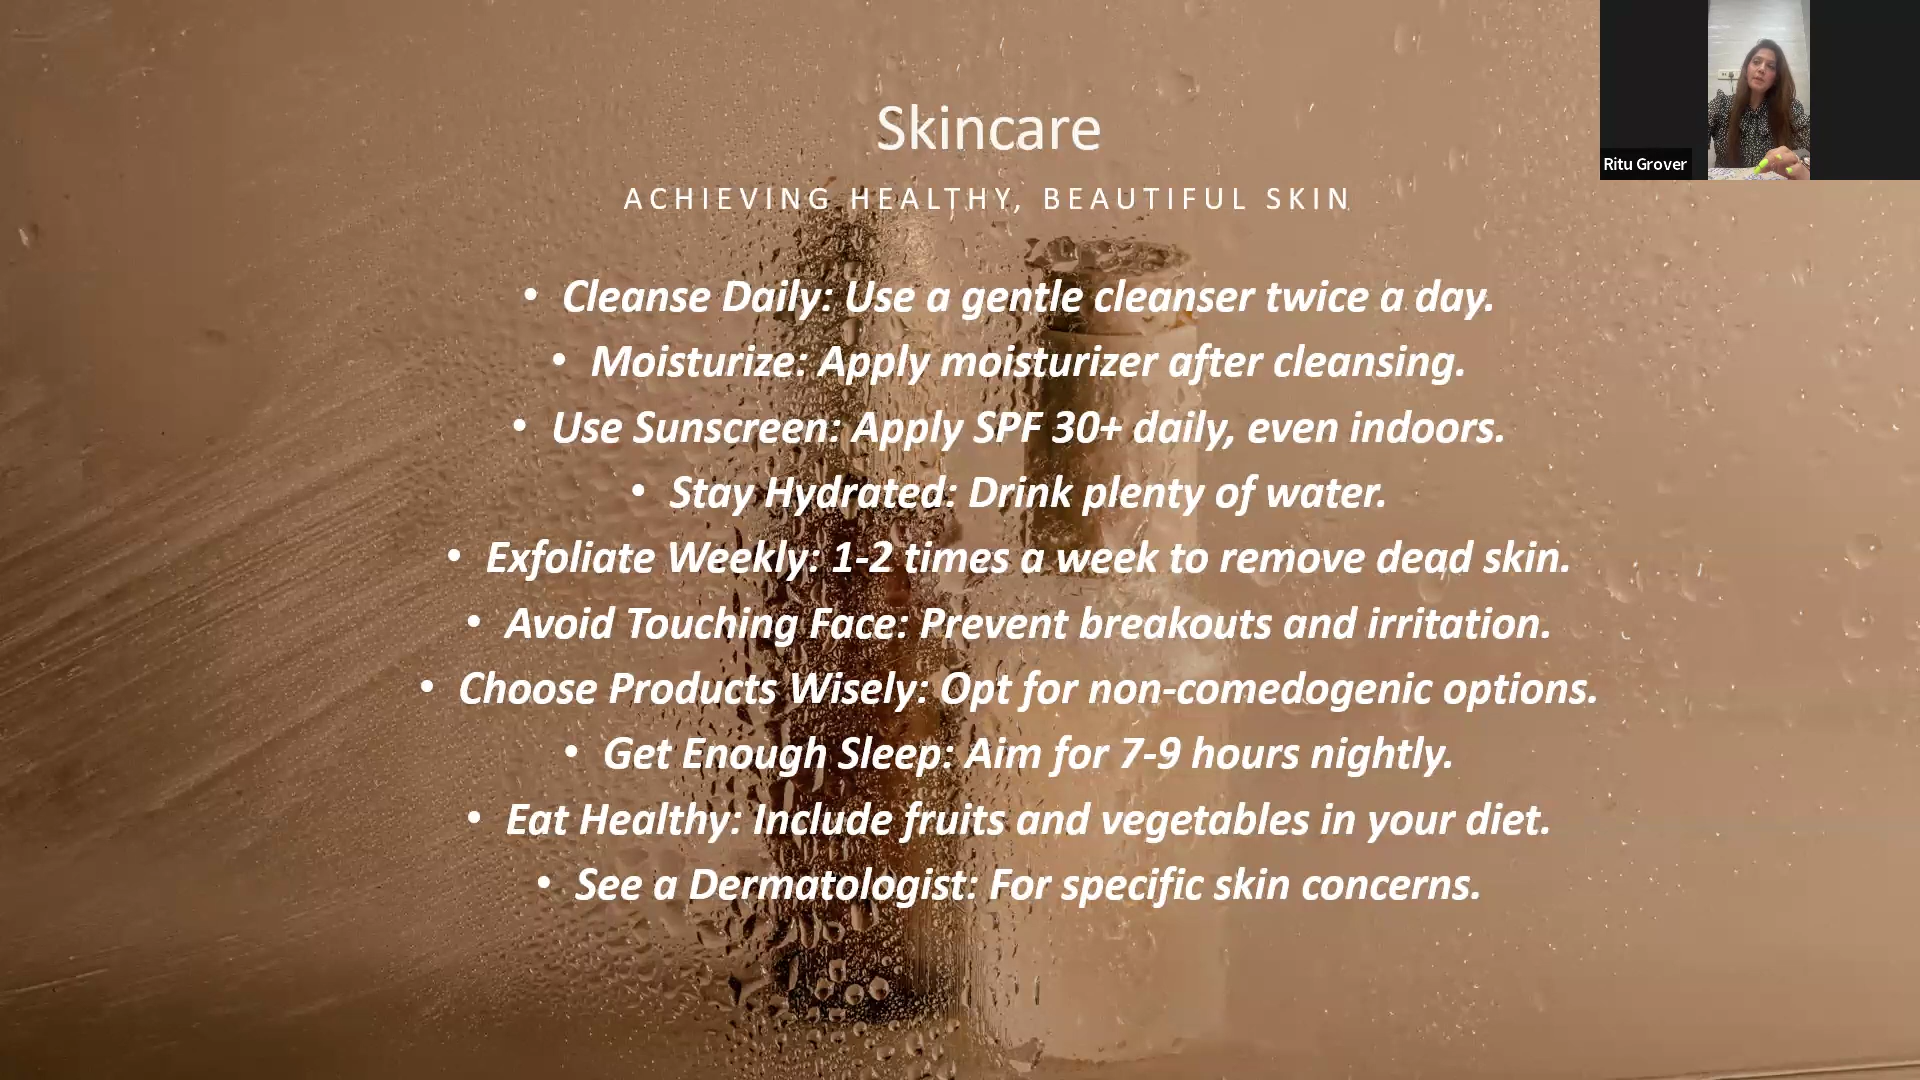 Skincare
ACHIEVING HEALTHY, BEAUTIFUL SKIN
• Cleanse Daily: Use a gentle cleanser twice a day.
• Moisturize: Apply moisturizer after cleansing.
• Use Sunscreen: Apply SPF 30+ daily, even indoors.
• Stay Hydrated: Drink plenty of water.
• Exfoliate Weekly: 1-2 times a week to remove dead skin.
• Avoid Touching Face: Prevent breakouts and irritation.
• Choose Products Wisely: Opt for non-comedogenic options.
• Get Enough Sleep: Aim for 7-9 hours nightly.
• Eat Healthy: Include fruits and vegetables in your diet.
• See a Dermatologist: For specific skin concerns.
Ritu Grover